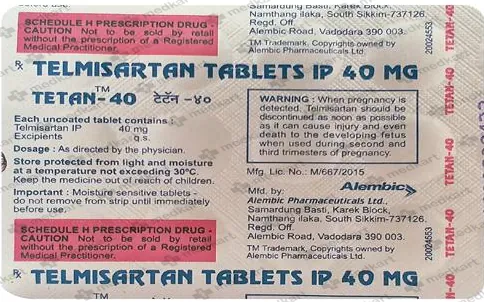 before use.
SCHEDULE H PRESCRIPTION DRUG -
CAUTION Not to be sold by retail
without the prescription of a Registered
Medical Practitioner.
Samardung Basti, Karek Block,
Namthang ilaka, South Sikkim-737126.
Regd. Off.
Alembic Road, Vadodara 390 003.
TM Trademark, Copyrights owned by
Alembic Pharmaceuticals Ltd..
20024553
TETAN-40
℞ TELMISARTAN TABLETS IP 40 MG
TETAN-40™ टेटॅन -४०
Each uncoated tablet contains :
Telmisartan IP 40 mg
Excipients q.s.
Dosage : As directed by the physician.
Store protected from light and moisture
at a temperature not exceeding 30°C.
Keep the medicine out of reach of children.
Important : Moisture sensitive tablets -
do not remove from strip until immediately
before use.
WARNING : When pregnancy is
detected, Telmisartan should be
discontinued as soon as possible
as it can cause injury and even
death to the developing fetus
when used during second and
third trimesters of pregnancy.
Mfg. Lic. No.: M/667/2015
Mfd. by: Alembic
Alembic Pharmaceuticals Ltd.,
Samardung Basti, Karek Block,
Namthang ilaka, South Sikkim-737126.
Regd. Off.
Alembic Road, Vadodara 390 003.
TM Trademark, Copyrights owned by
Alembic Pharmaceuticals Ltd..
20024553
TETAN-40
TETAN-40
SCHEDULE H PRESCRIPTION DRUG -
CAUTION Not to be sold by retail
without the prescription of a Registered
Medical Practitioner.
℞ TELMISARTAN TABLETS IP 40 MG
TM